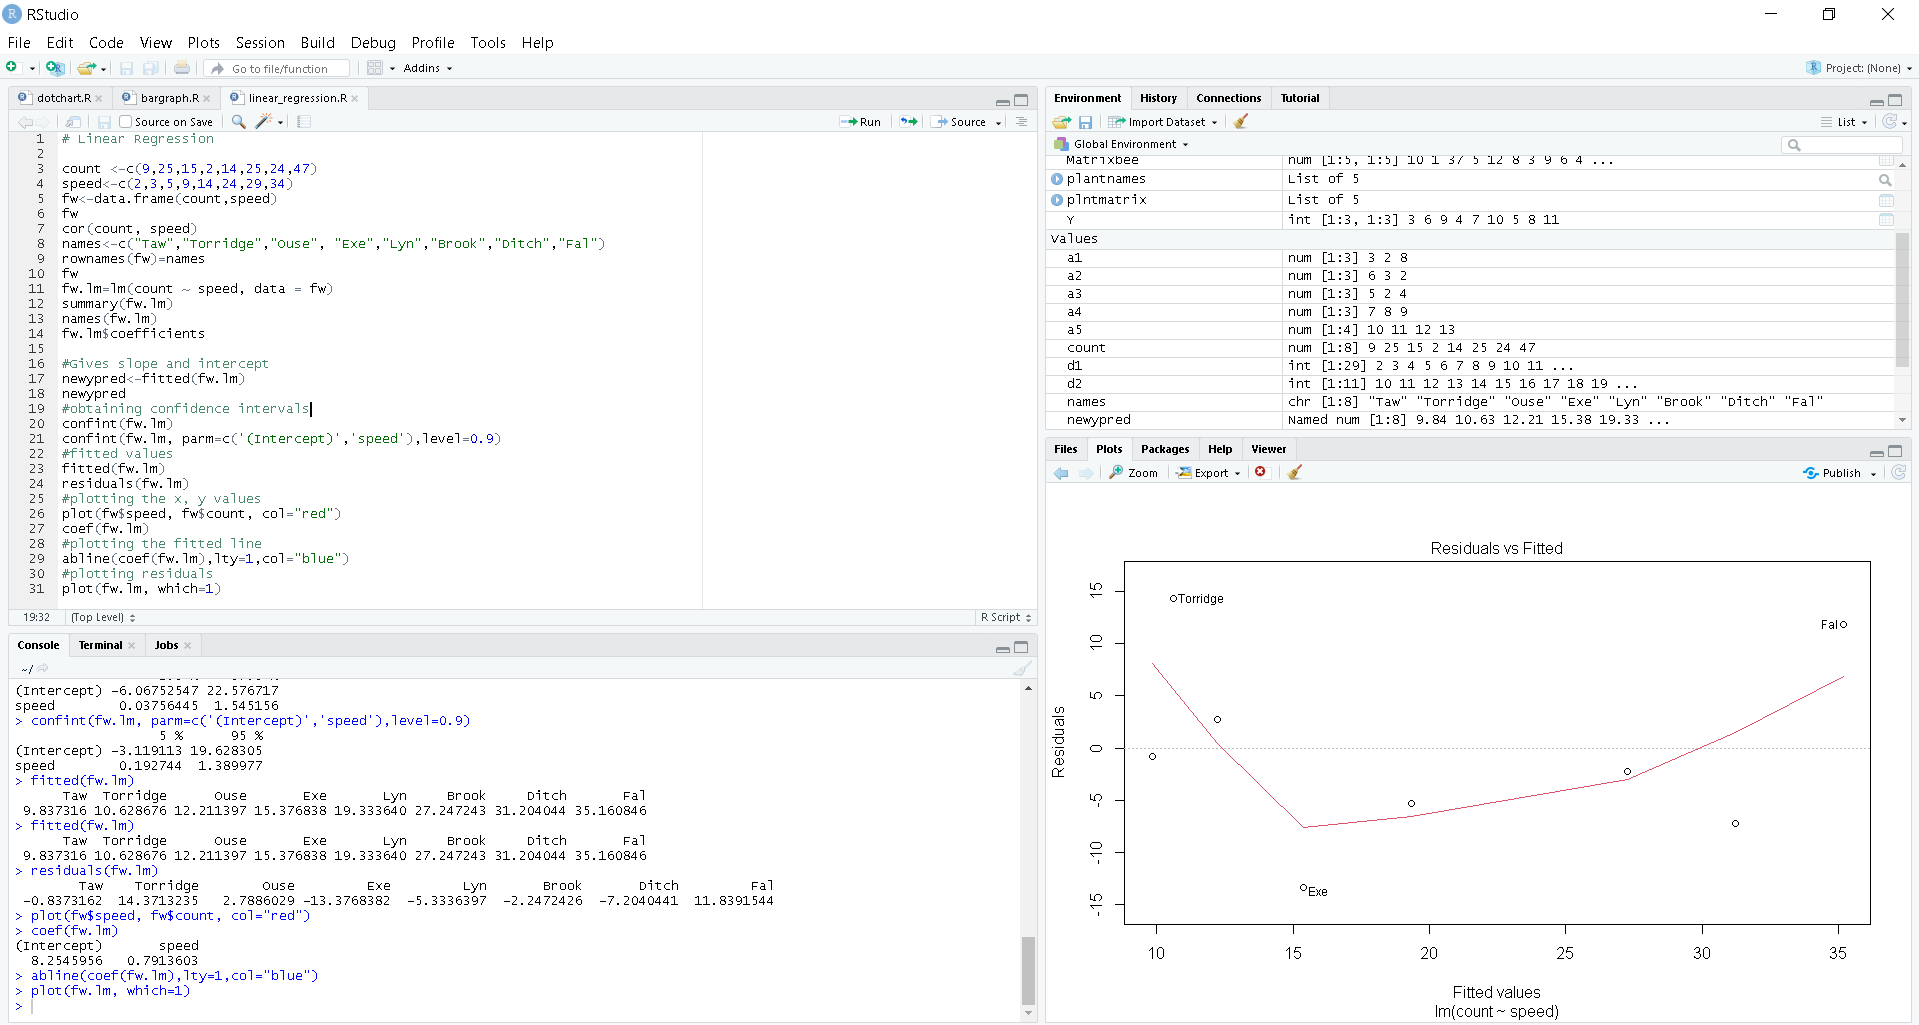 RStudio
File Edit Code View Plots Session Build Debug Profile Tools Help
Go to file/function Addins Project: (None)
dotchart.R bargraph.R linear_regression.R
Source on Save Run Source
1 # Linear Regression
2
3 count <-c(9,25,15,2,14,25,24,47)
4 speed<-c(2,3,5,9,14,24,29,34)
5 fw<-data.frame(count,speed)
6 fw
7 cor(count, speed)
8 names<-c("Taw","Torridge","Ouse", "Exe","Lyn","Brook","Ditch","Fal")
9 rownames(fw)=names
10 fw
11 fw.lm=lm(count ~ speed, data = fw)
12 summary(fw.lm)
13 names(fw.lm)
14 fw.lm$coefficients
15
16 #Gives slope and intercept
17 newypred<-fitted(fw.lm)
18 newypred
19 #obtaining confidence intervals
20 confint(fw.lm)
21 confint(fw.lm, parm=c('(Intercept)','speed'),level=0.9)
22 #fitted values
23 fitted(fw.lm)
24 residuals(fw.lm)
25 #plotting the x, y values
26 plot(fw$speed, fw$count, col="red")
27 coef(fw.lm)
28 #plotting the fitted line
29 abline(coef(fw.lm),lty=1,col="blue")
30 #plotting residuals
31 plot(fw.lm, which=1)
19:32 (Top Level) R Script
Console Terminal Jobs
~/
(Intercept) -6.06752547 22.576717
speed 0.03756445 1.545156
> confint(fw.lm, parm=c('(Intercept)','speed'),level=0.9)
5 % 95 %
(Intercept) -3.119113 19.628305
speed 0.192744 1.389977
> fitted(fw.lm)
Taw Torridge Ouse Exe Lyn Brook Ditch Fal
9.837316 10.628676 12.211397 15.376838 19.333640 27.247243 31.204044 35.160846
> fitted(fw.lm)
Taw Torridge Ouse Exe Lyn Brook Ditch Fal
9.837316 10.628676 12.211397 15.376838 19.333640 27.247243 31.204044 35.160846
> residuals(fw.lm)
Taw Torridge Ouse Exe Lyn Brook Ditch Fal
-0.8373162 14.3713235 2.7886029 -13.3768382 -5.3336397 -2.2472426 -7.2040441 11.8391544
> plot(fw$speed, fw$count, col="red")
> coef(fw.lm)
(Intercept) speed
8.2545956 0.7913603
> abline(coef(fw.lm),lty=1,col="blue")
> plot(fw.lm, which=1)
>
Environment History Connections Tutorial
Import Dataset List
Global Environment
Matrixbee num [1:5, 1:5] 10 1 37 5 12 8 3 9 6 4 ...
plantnames List of 5
plntmatrix List of 5
Y int [1:3, 1:3] 3 6 9 4 7 10 5 8 11
Values
a1 num [1:3] 3 2 8
a2 num [1:3] 6 3 2
a3 num [1:3] 5 2 4
a4 num [1:3] 7 8 9
a5 num [1:4] 10 11 12 13
count num [1:8] 9 25 15 2 14 25 24 47
d1 int [1:29] 2 3 4 5 6 7 8 9 10 11 ...
d2 int [1:11] 10 11 12 13 14 15 16 17 18 19 ...
names chr [1:8] "Taw" "Torridge" "Ouse" "Exe" "Lyn" "Brook" "Ditch" "Fal"
newypred Named num [1:8] 9.84 10.63 12.21 15.38 19.33 ...
Files Plots Packages Help Viewer
Zoom Export Publish
Residuals vs Fitted
Torridge
Fal
Exe
Residuals
15
10
5
0
-5
-10
-15
10 15 20 25 30 35
Fitted values
lm(count ~ speed)